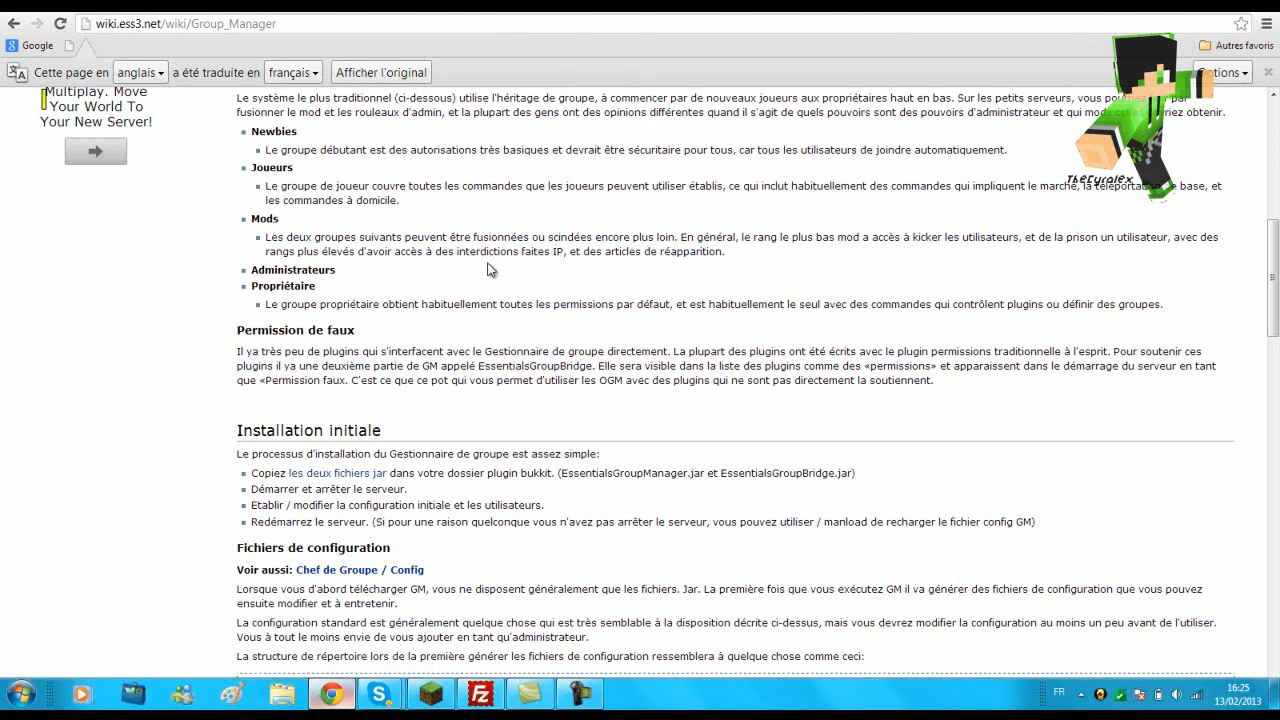 wiki.ess3.net/wiki/Group_Manager
Google
Autres favoris
Cette page en anglais a été traduite en français Afficher l'original
Options
Multiplay. Move
Your World To
Your New Server!
Le système le plus traditionnel (ci-dessous) utilise l'héritage de groupe, à commencer par de nouveaux joueurs aux propriétaires haut en bas. Sur les petits serveurs, vous
fusionner le mod et les rouleaux d'admin, et la plupart des gens ont des opinions différentes quand il s'agit de quels pouvoirs sont des pouvoirs d'administrateur et qui obtenir.
Newbies
Le groupe débutant est des autorisations très basiques et devrait être sécuritaire pour tous, car tous les utilisateurs de joindre automatiquement.
Joueurs
TheCyralex
Le groupe de joueur couvre toutes les commandes que les joueurs peuvent utiliser établis, ce qui inclut habituellement des commandes qui impliquent le marché, la base, et
les commandes à domicile.
Mods
Les deux groupes suivants peuvent être fusionnées ou scindées encore plus loin. En général, le rang le plus bas mod a accès à kicker les utilisateurs, et de la prison un utilisateur, avec des
rangs plus élevés d'avoir accès à des interdictions faites IP, et des articles de réapparition.
Administrateurs
Propriétaire
Le groupe propriétaire obtient habituellement toutes les permissions par défaut, et est habituellement le seul avec des commandes qui contrôlent plugins ou définir des groupes.
Permission de faux
Il ya très peu de plugins qui s'interfacent avec le Gestionnaire de groupe directement. La plupart des plugins ont été écrits avec le plugin permissions traditionnelle à l'esprit. Pour soutenir ces
plugins il ya une deuxième partie de GM appelé EssentialsGroupBridge. Elle sera visible dans la liste des plugins comme des «permissions» et apparaissent dans le démarrage du serveur en tant
que «Permission faux. C'est ce que ce pot qui vous permet d'utiliser les OGM avec des plugins qui ne sont pas directement la soutiennent.
Installation initiale
Le processus d'installation du Gestionnaire de groupe est assez simple:
Copiez les deux fichiers jar dans votre dossier plugin bukkit. (EssentialsGroupManager.jar et EssentialsGroupBridge.jar)
Démarrer et arrêter le serveur.
Etablir / modifier la configuration initiale et les utilisateurs.
Redémarrez le serveur. (Si pour une raison quelconque vous n'avez pas arrêter le serveur, vous pouvez utiliser / manload de recharger le fichier config GM)
Fichiers de configuration
Voir aussi: Chef de Groupe / Config
Lorsque vous d'abord télécharger GM, vous ne disposent généralement que les fichiers. Jar. La première fois que vous exécutez GM il va générer des fichiers de configuration que vous pouvez
ensuite modifier et à entretenir.
La configuration standard est généralement quelque chose qui est très semblable à la disposition décrite ci-dessus, mais vous devrez modifier la configuration au moins un peu avant de l'utiliser.
Vous à tout le moins envie de vous ajouter en tant qu'administrateur.
La structure de répertoire lors de la première générer les fichiers de configuration ressemblera à quelque chose comme ceci:
FR
16:25
13/02/2013